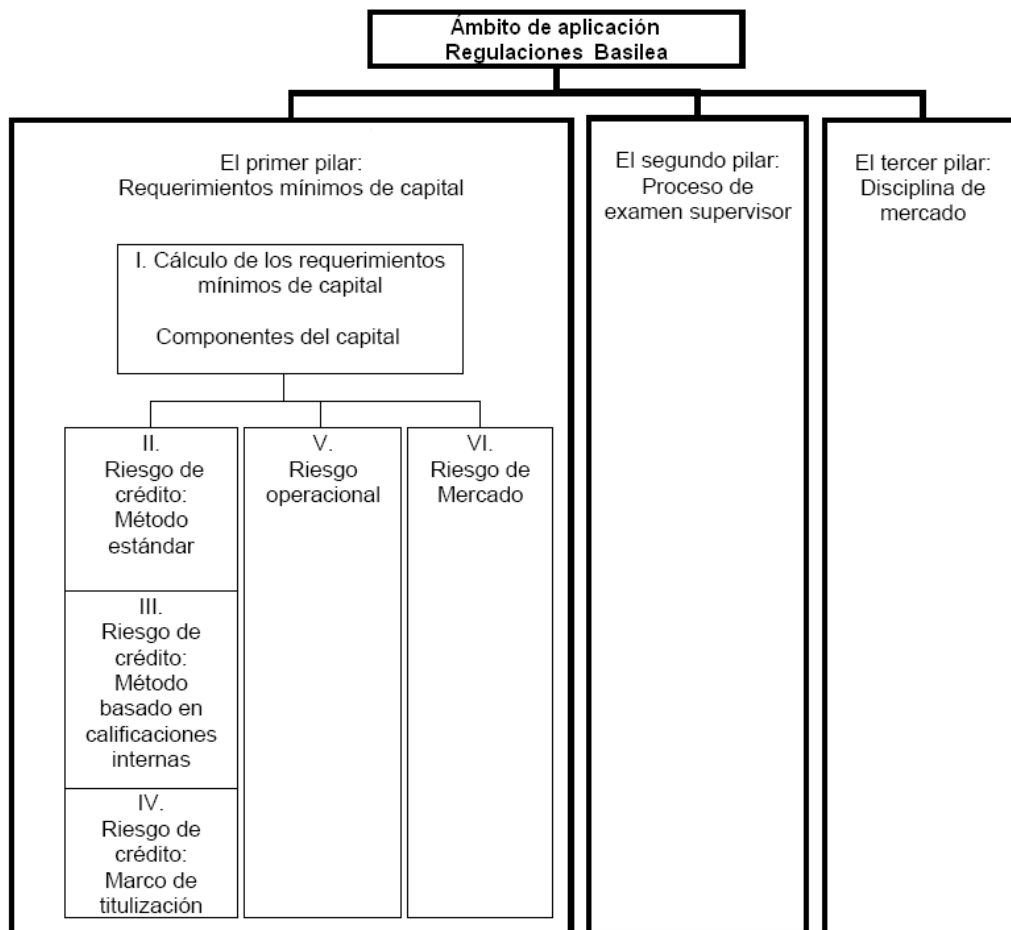 Ámbito de aplicación
Regulaciones Basilea
El primer pilar:
Requerimientos mínimos de capital
I. Cálculo de los requerimientos
mínimos de capital
Componentes del capital
II.
Riesgo de
crédito:
Método
estándar
III.
Riesgo de
crédito:
Método
basado en
calificaciones
internas
IV.
Riesgo de
crédito:
Marco de
titulización
V.
Riesgo
operacional
VI.
Riesgo de
Mercado
El segundo pilar:
Proceso de
examen supervisor
El tercer pilar:
Disciplina de
mercado